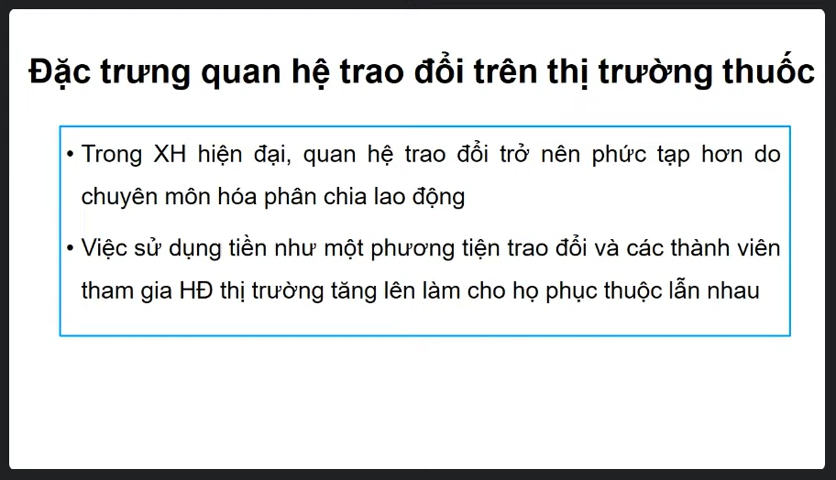 Đặc trưng quan hệ trao đổi trên thị trường thuốc
• Trong XH hiện đại, quan hệ trao đổi trở nên phức tạp hơn do
chuyên môn hóa phân chia lao động
• Việc sử dụng tiền như một phương tiện trao đổi và các thành viên
tham gia HĐ thị trường tăng lên làm cho họ phục thuộc lẫn nhau